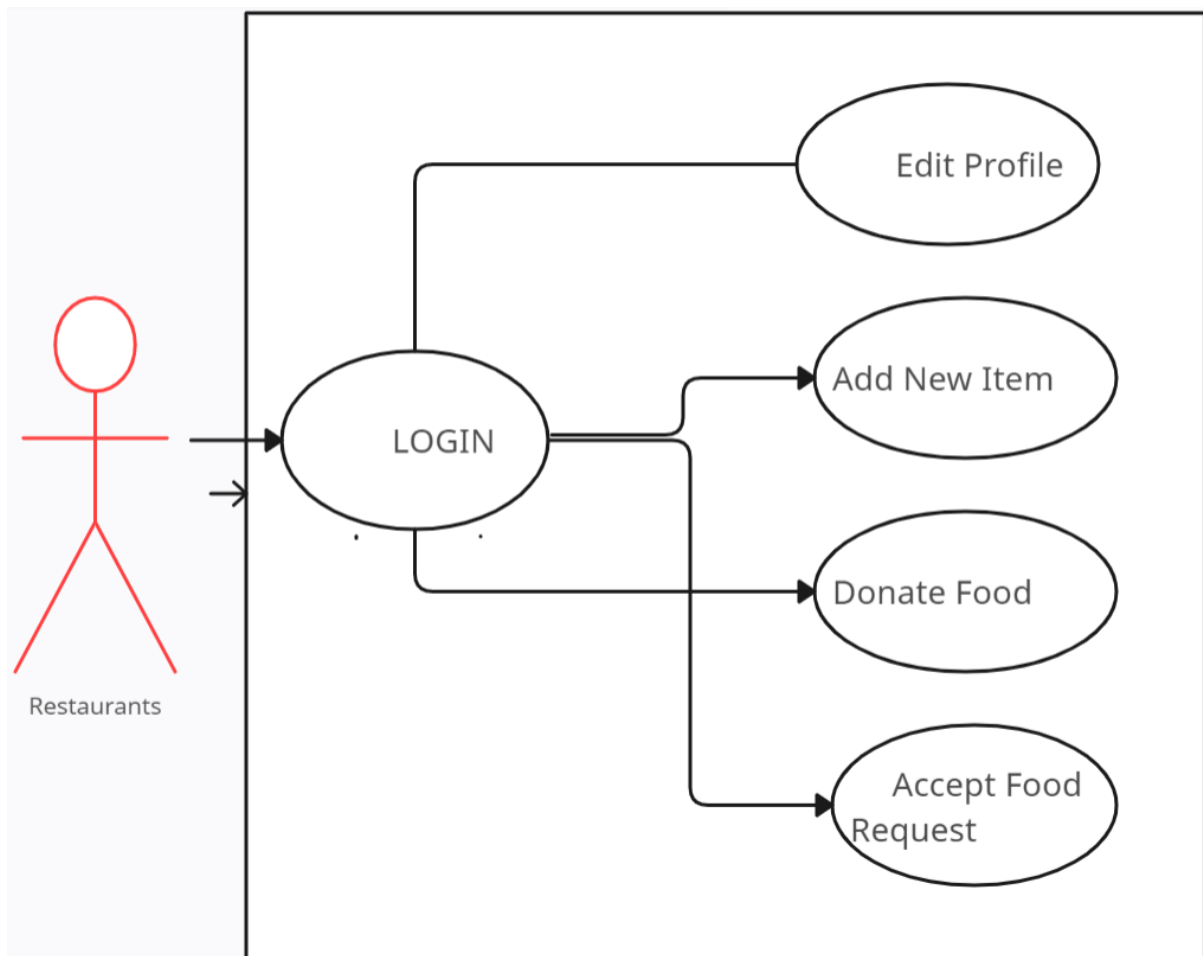 Edit Profile
Add New Item
LOGIN
Donate Food
Restaurants
Accept Food
Request